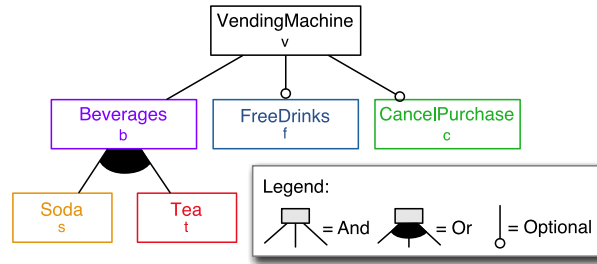 VendingMachine
v
Beverages
b
FreeDrinks
f
CancelPurchase
c
Soda
s
Tea
t
Legend:
= And
= Or
= Optional